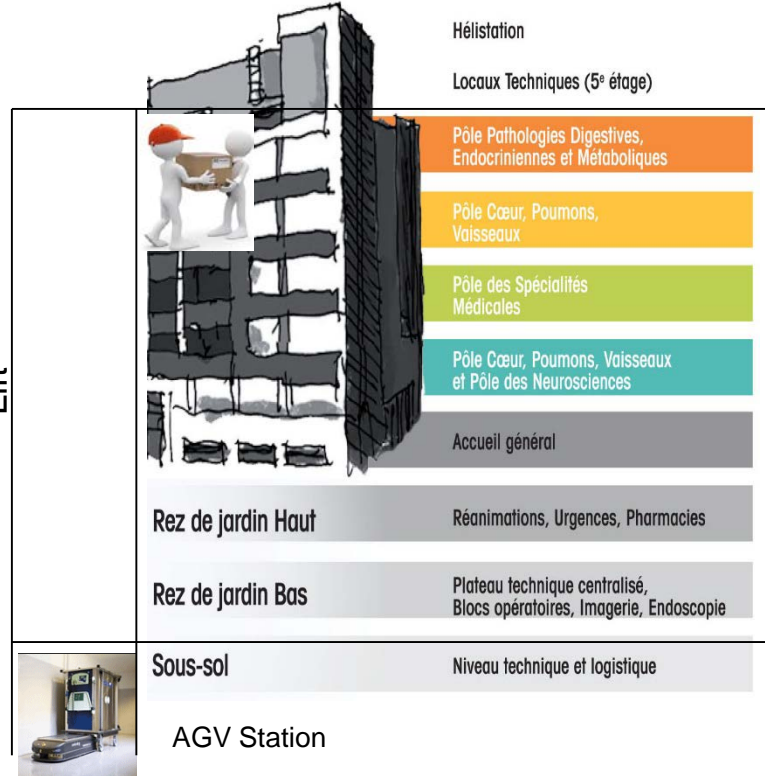 Hélistation
Locaux Techniques (5e étage)
Pôle Pathologies Digestives,
Endocriniennes et Métaboliques
Pôle Cœur, Poumons,
Vaisseaux
Pôle des Spécialités
Médicales
Pôle Cœur, Poumons, Vaisseaux
et Pôle des Neurosciences
Accueil général
Rez de jardin Haut
Réanimations, Urgences, Pharmacies
Rez de jardin Bas
Plateau technique centralisé,
Blocs opératoires, Imagerie, Endoscopie
Sous-sol
Niveau technique et logistique
AGV Station